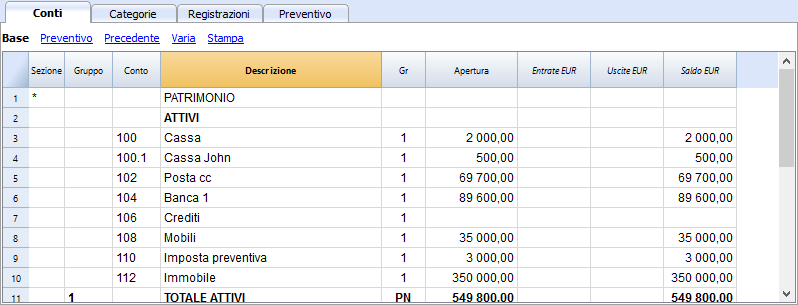 Conti Categorie Registrazioni Preventivo
Base Preventivo Precedente Varia Stampa
Sezione Gruppo Conto Descrizione Gr Apertura Entrate EUR Uscite EUR Saldo EUR
1 * PATRIMONIO
2 ATTIVI
3 100 Cassa 1 2 000,00 2 000,00
4 100.1 Cassa John 1 500,00 500,00
5 102 Posta cc 1 69 700,00 69 700,00
6 104 Banca 1 1 89 600,00 89 600,00
7 106 Crediti 1
8 108 Mobili 1 35 000,00 35 000,00
9 110 Imposta preventiva 1 3 000,00 3 000,00
10 112 Immobile 1 350 000,00 350 000,00
11 1 TOTALE ATTIVI PN 549 800.00 549 800.00